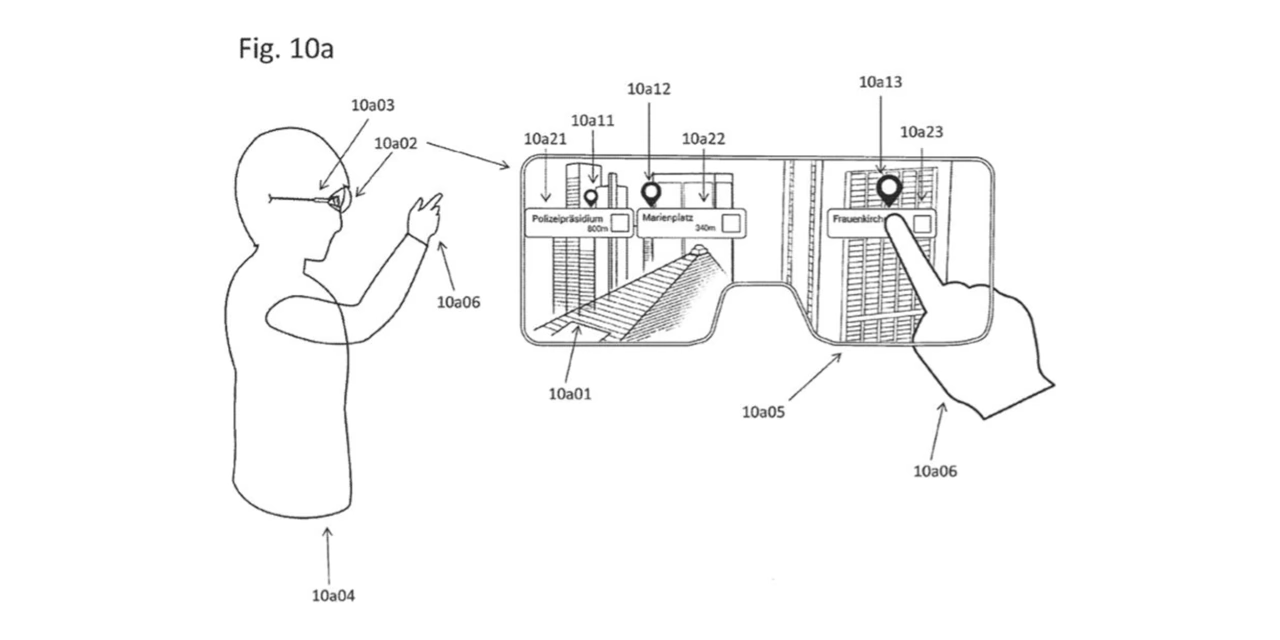 Fig. 10a
10a03
10a02
10a06
10a04
10a21
10a11
10a12
10a22
10a13
10a23
Polizeipräsidium
800m
Marienplatz
340m
Frauenkirch
10a01
10a05
10a06